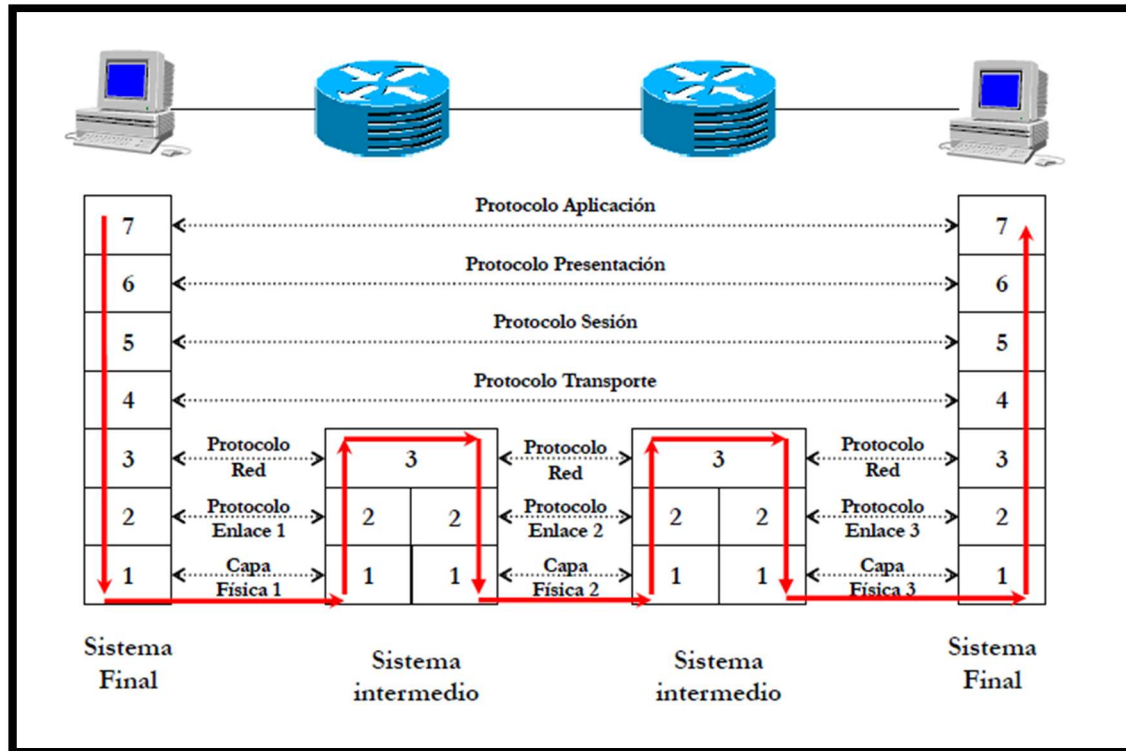 Protocolo Aplicación
7
7
Protocolo Presentación
6
6
Protocolo Sesión
5
5
Protocolo Transporte
4
4
3
Protocolo
Red
3
Protocolo
Red
3
Protocolo
Red
3
2
Protocolo
Enlace 1
2
2
Protocolo
Enlace 2
2
2
Protocolo
Enlace 3
2
1
Capa
Física 1
1
1
Capa
Física 2
1
1
Capa
Física 3
1
Sistema
Final
Sistema
intermedio
Sistema
intermedio
Sistema
Final